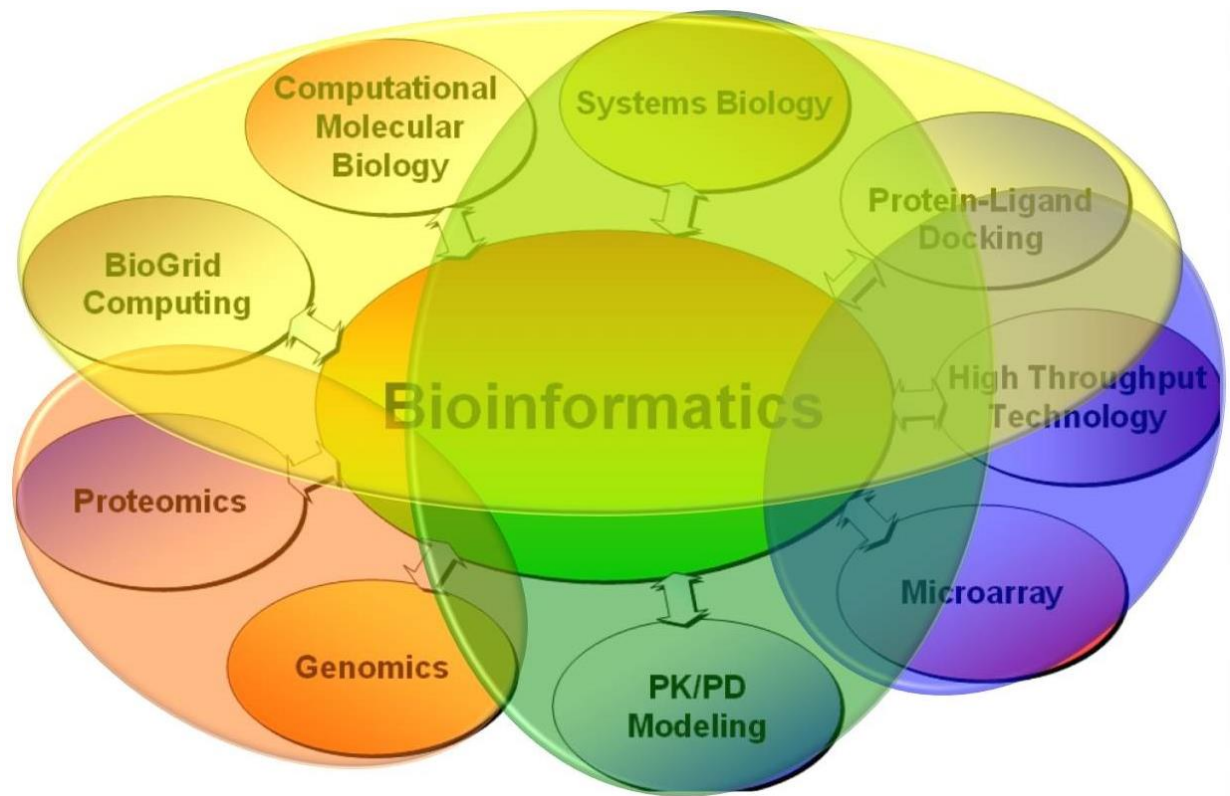 Computational
Molecular
Biology
Systems Biology
Protein-Ligand
Docking
BioGrid
Computing
Bioinformatics
High Throughput
Technology
Proteomics
Microarray
Genomics
PK/PD
Modeling